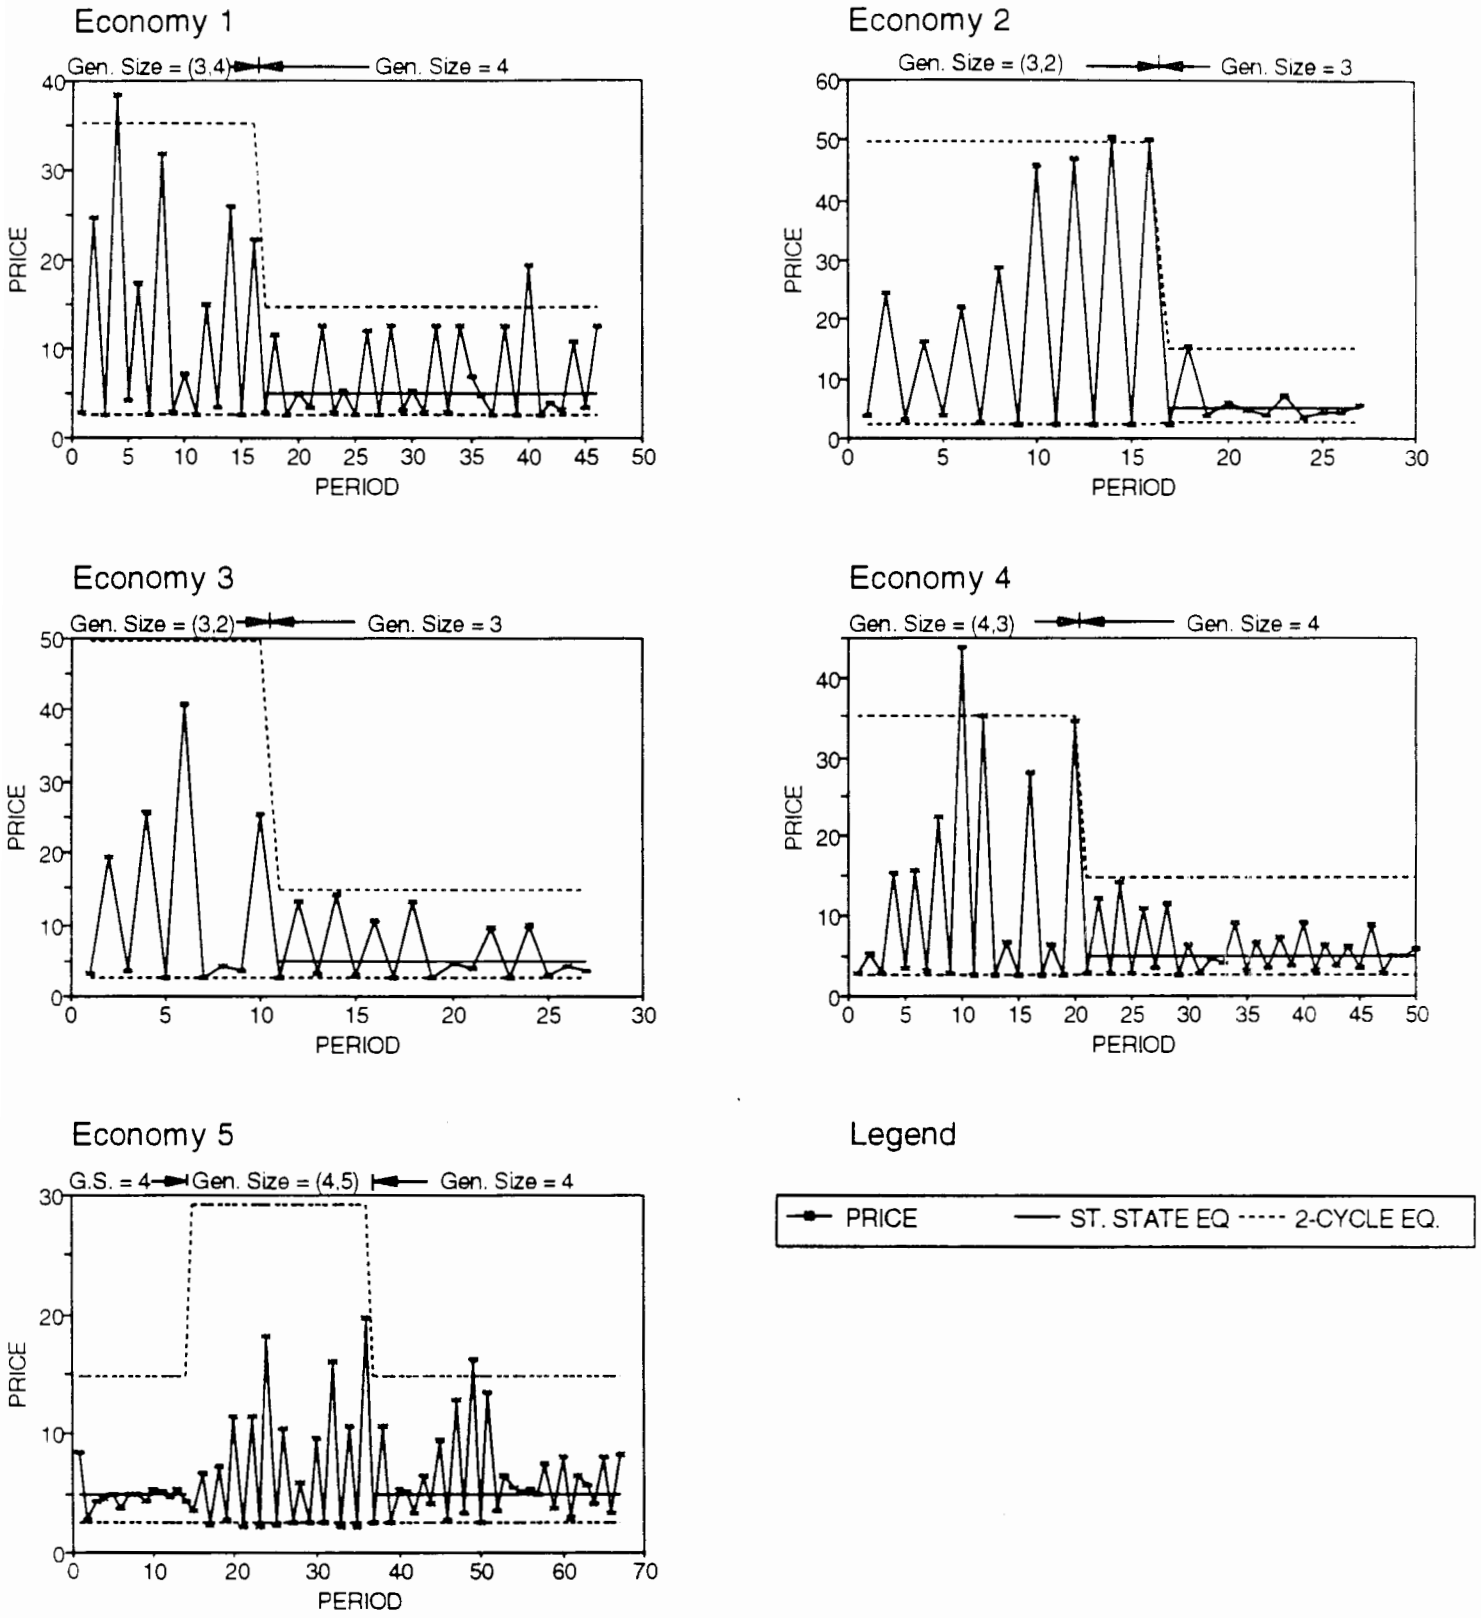 Economy 1
Gen. Size = (3,4) Gen. Size = 4
40
30
20
10
0
PRICE
0 5 10 15 20 25 30 35 40 45 50
PERIOD
Economy 2
Gen. Size = (3,2) Gen. Size = 3
60
50
40
30
20
10
0
PRICE
0 5 10 15 20 25 30
PERIOD
Economy 3
Gen. Size = (3,2) Gen. Size = 3
50
40
30
20
10
0
PRICE
0 5 10 15 20 25 30
PERIOD
Economy 4
Gen. Size = (4,3) Gen. Size = 4
40
30
20
10
0
PRICE
0 5 10 15 20 25 30 35 40 45 50
PERIOD
Economy 5
G.S. = 4 Gen. Size = (4,5) Gen. Size = 4
30
20
10
0
PRICE
0 10 20 30 40 50 60 70
PERIOD
Legend
PRICE ST. STATE EQ 2-CYCLE EQ.